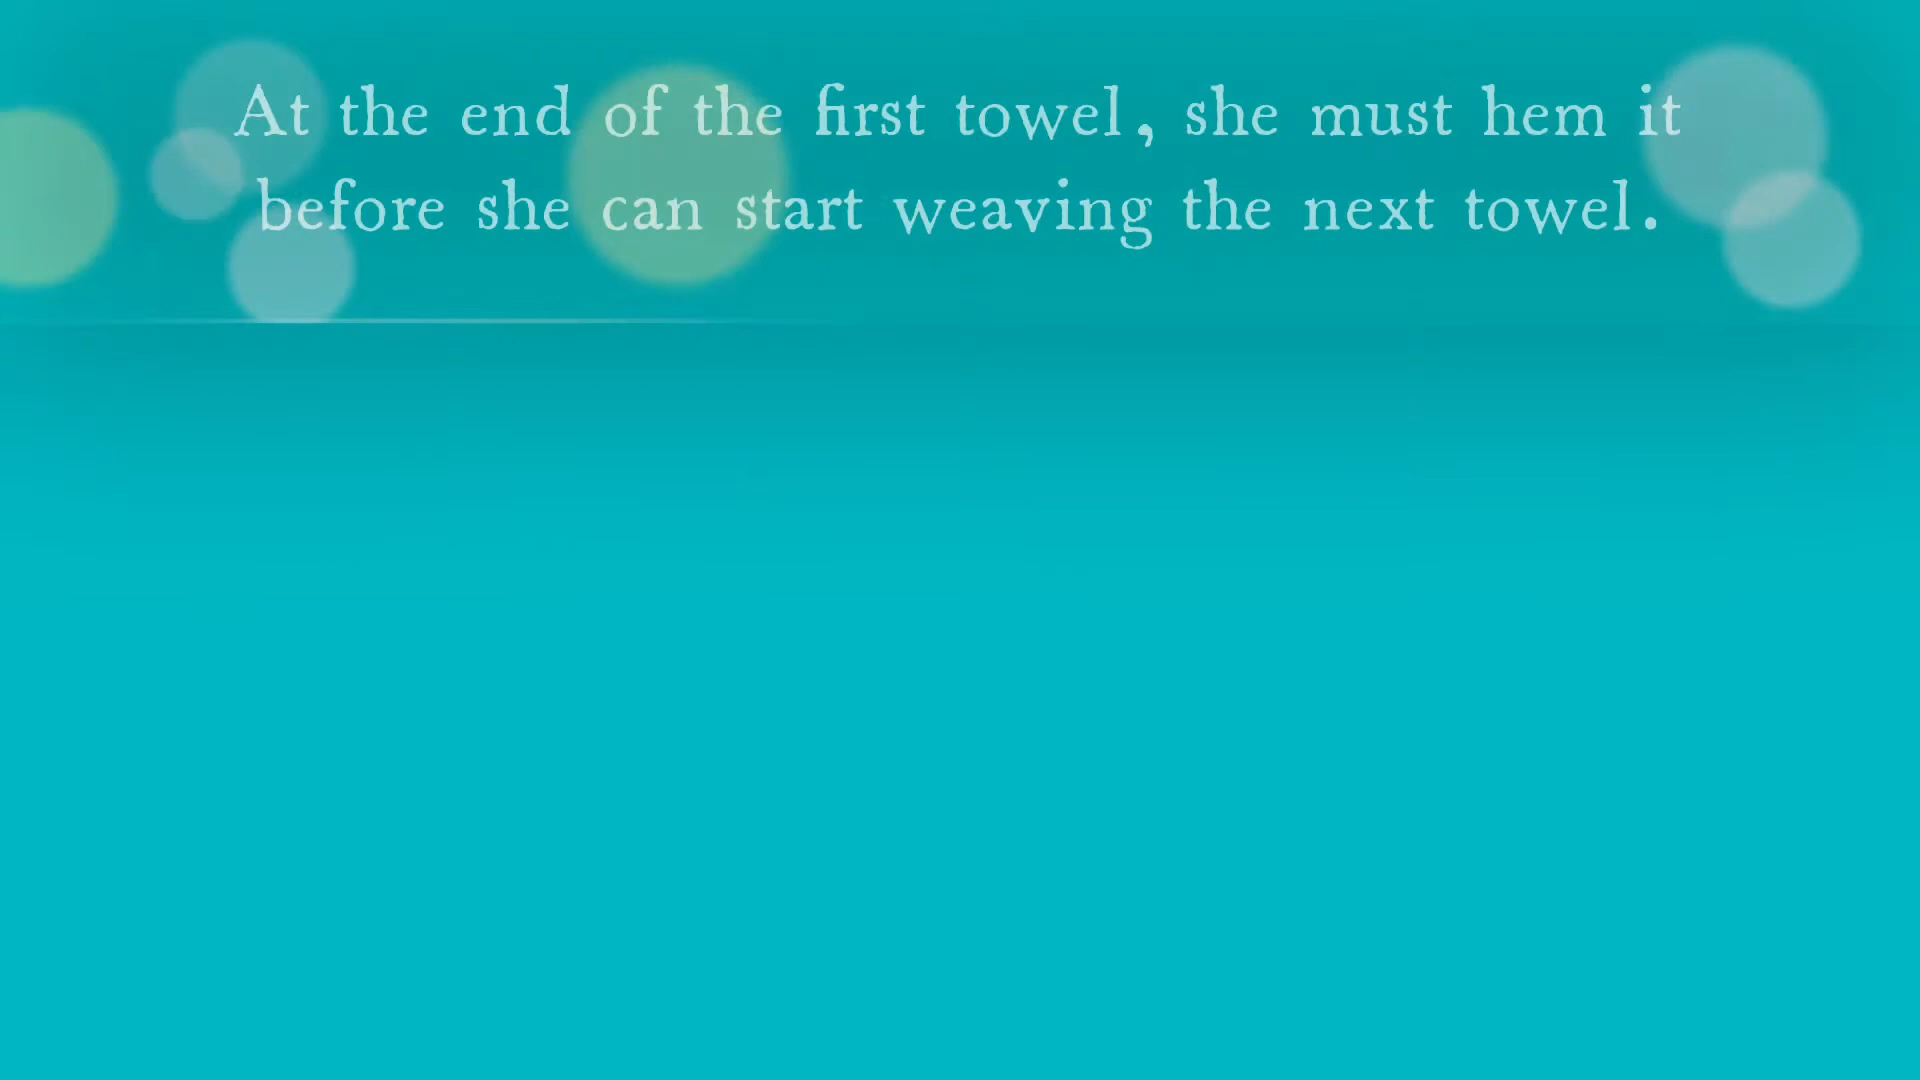 At the end of the first towel, she must hem it
before she can start weaving the next towel.